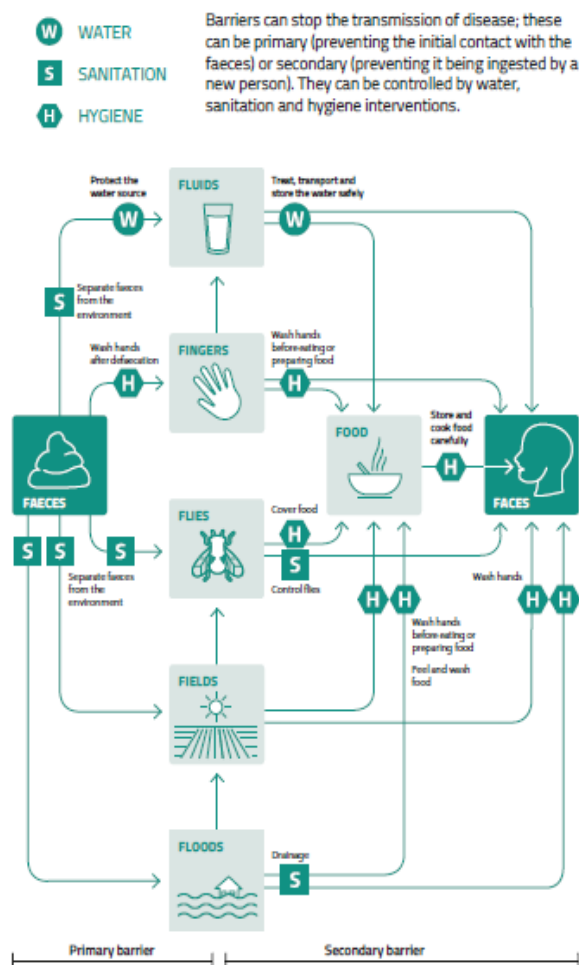 W WATER
S SANITATION
H HYGIENE
Barriers can stop the transmission of disease; these
can be primary (preventing the initial contact with the
faeces) or secondary (preventing it being ingested by a
new person). They can be controlled by water,
sanitation and hygiene interventions.
Protect the
water source
W
FLUIDS
Treat, transport and
store the water safely
W
S
Separate faeces
from the
environment
Wash hands
after defaecation
H
FINGERS
Wash hands
before eating or
preparing food
H
FAECES
FOOD
Store and
cook food
carefully
H
FACES
S
S
S
Separate faeces
from the
environment
FLIES
Cover food
H
S
Control flies
H
H
Wash hands
before eating or
preparing food
Peel and wash
food
Wash hands
H
H
FIELDS
FLOODS
Drainage
S
Primary barrier
Secondary barrier